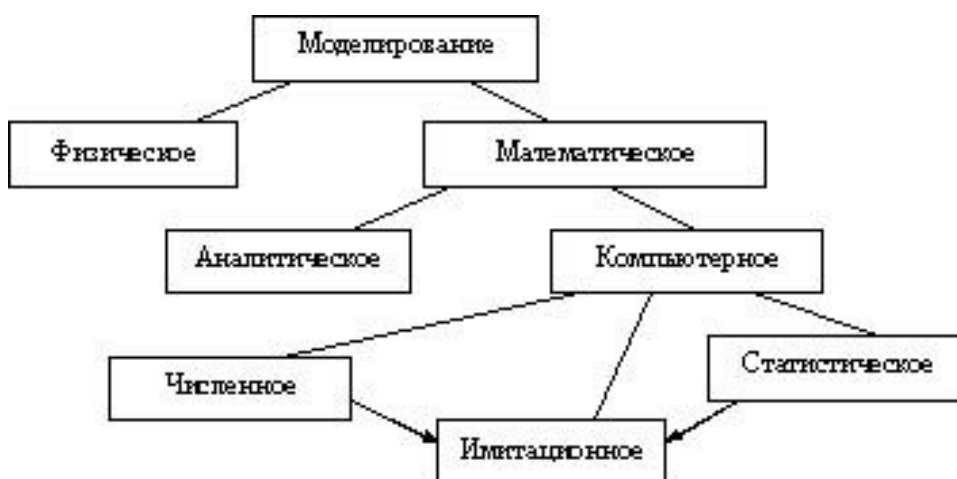 Моделирование
Физическое
Математическое
Аналитическое
Компьютерное
Численное
Статистическое
Имитационное